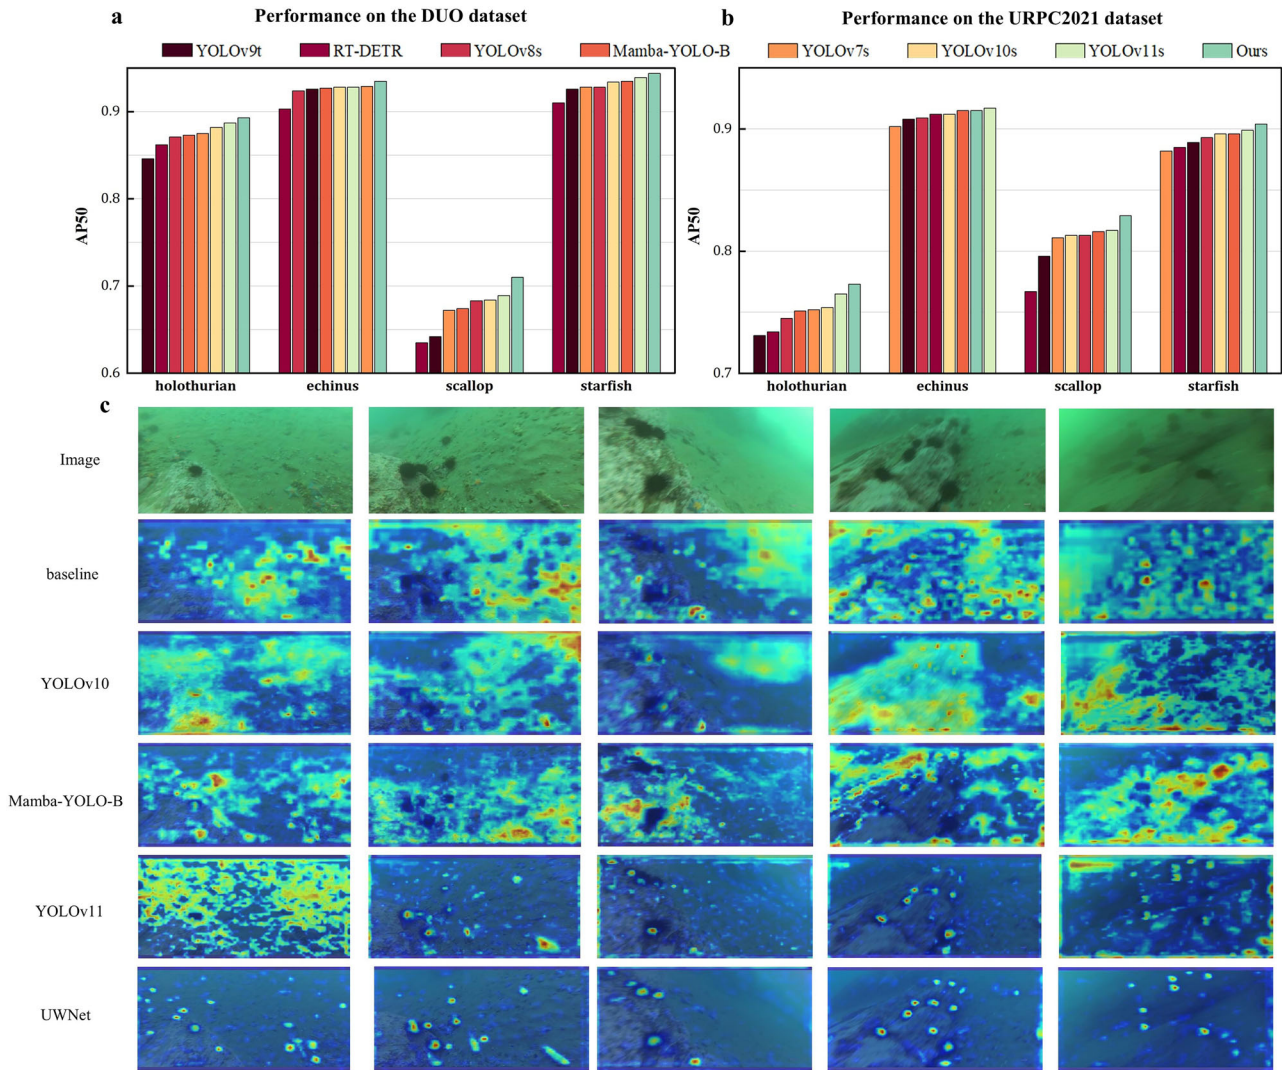 a Performance on the DUO dataset
b Performance on the URPC2021 dataset
YOLOv9t RT-DETR YOLOv8s Mamba-YOLO-B YOLOv7s YOLOv10s YOLOv11s Ours
AP50
0.9
0.8
0.7
0.6
holothurian echinus scallop starfish
AP50
0.9
0.8
0.7
holothurian echinus scallop starfish
c
Image
baseline
YOLOv10
Mamba-YOLO-B
YOLOv11
UWNet